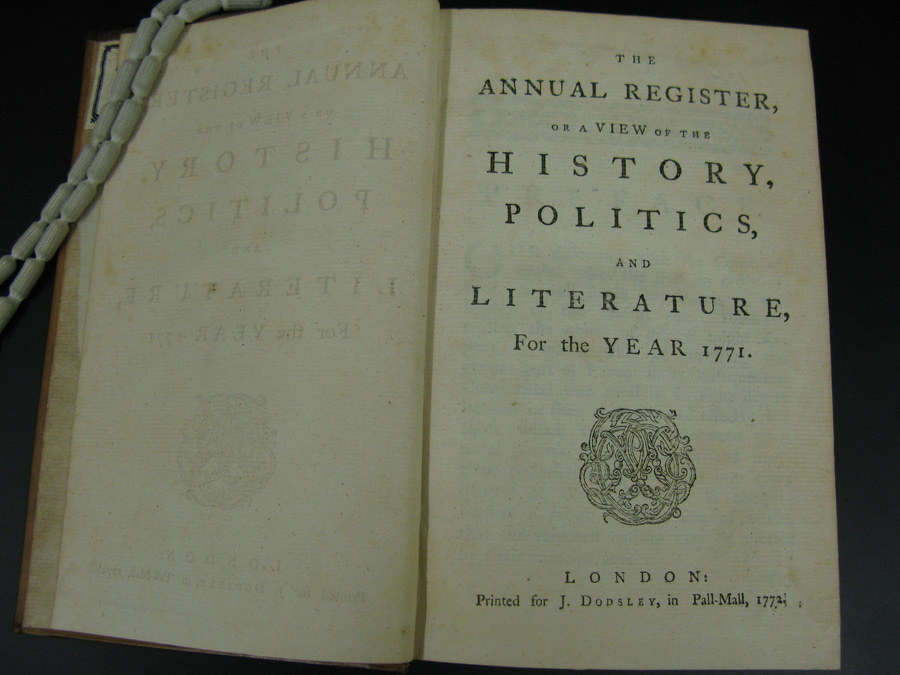 THE
ANNUAL REGISTER,
OR A VIEW OF THE
HISTORY,
POLITICS,
AND
LITERATURE,
For the YEAR 1771.
LONDON:
Printed for J. DODSLEY, in Pall-Mall, 1772.